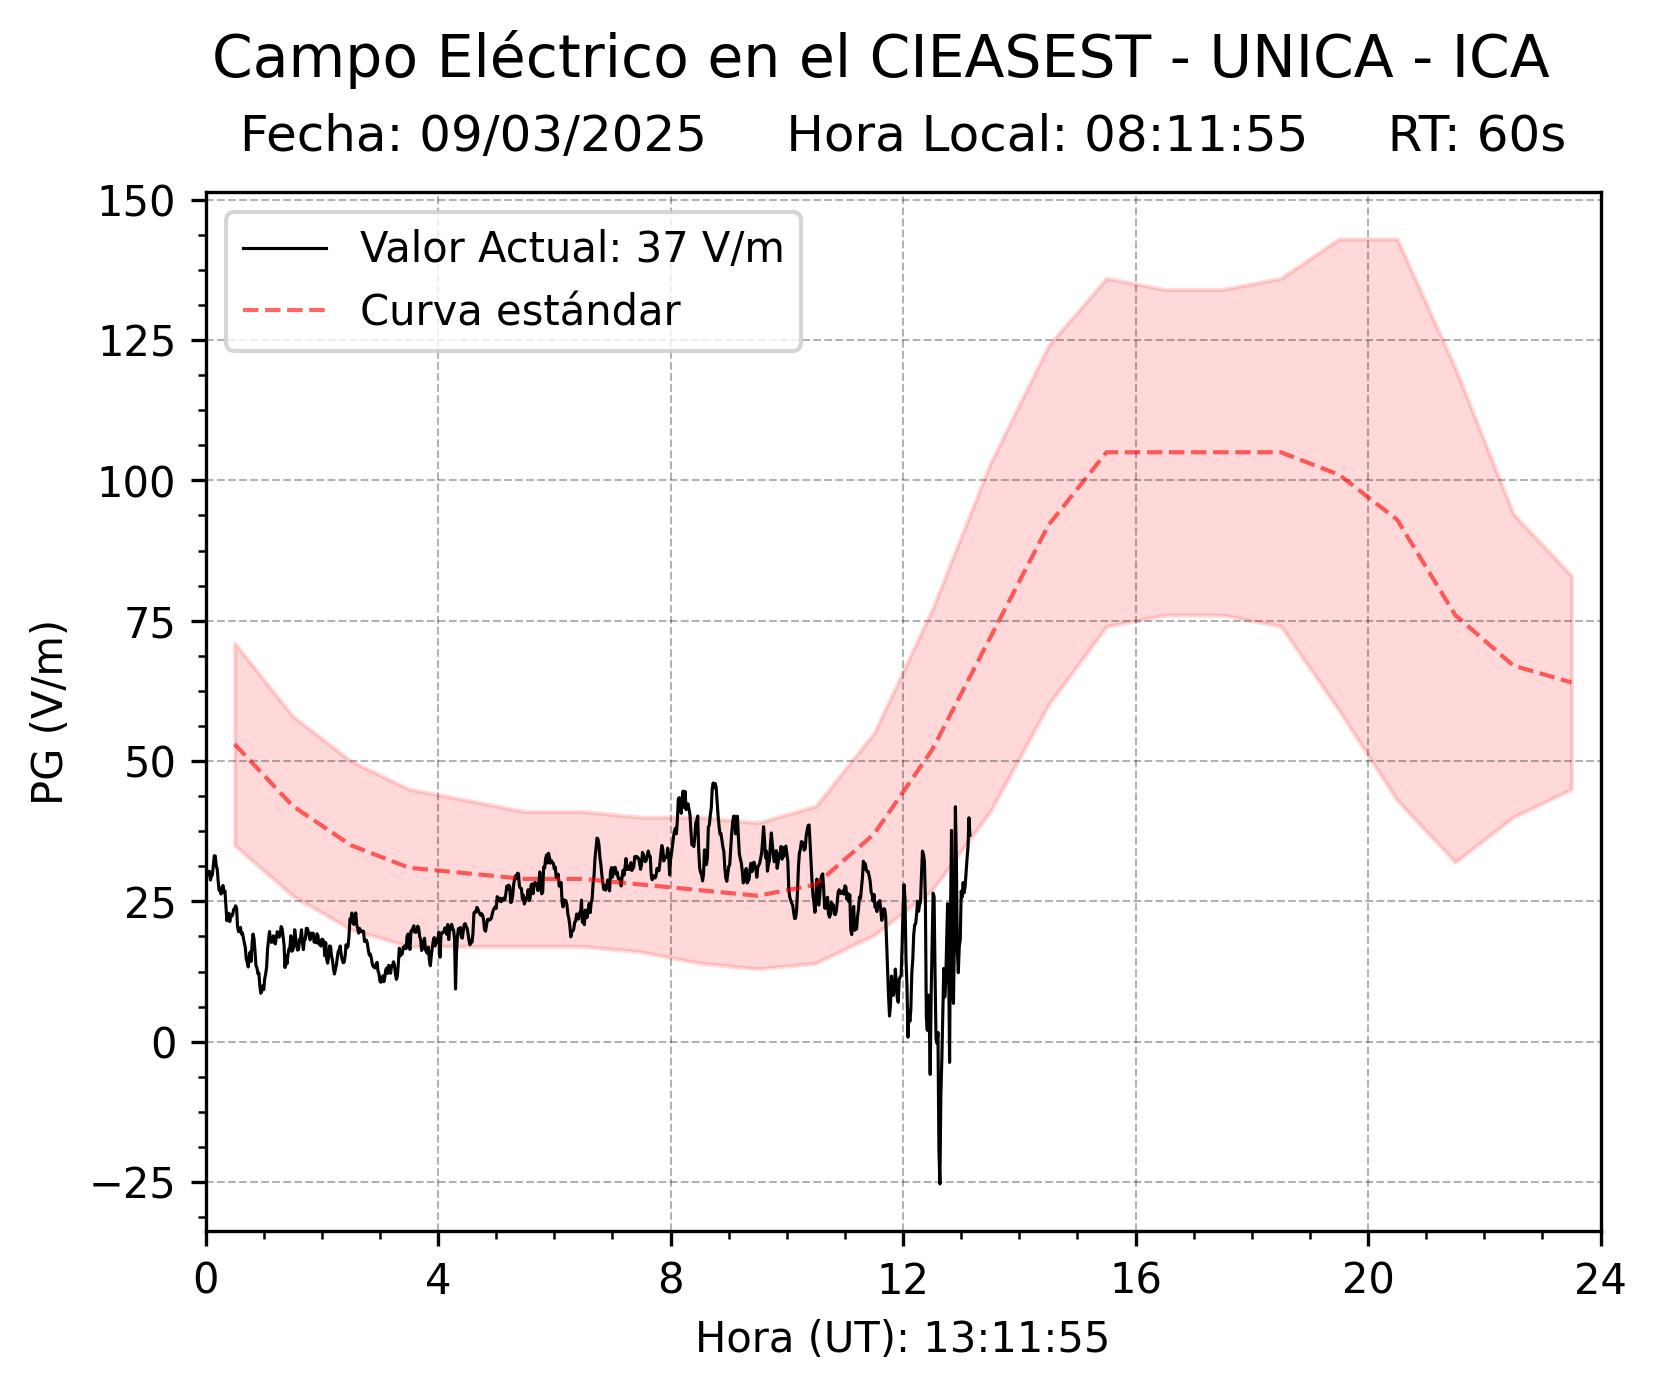 Campo Eléctrico en el CIEASEST - UNICA - ICA
Fecha: 09/03/2025 Hora Local: 08:11:55 RT: 60s
Valor Actual: 37 V/m
Curva estándar
PG (V/m)
150
125
100
75
50
25
0
−25
0 4 8 12 16 20 24
Hora (UT): 13:11:55